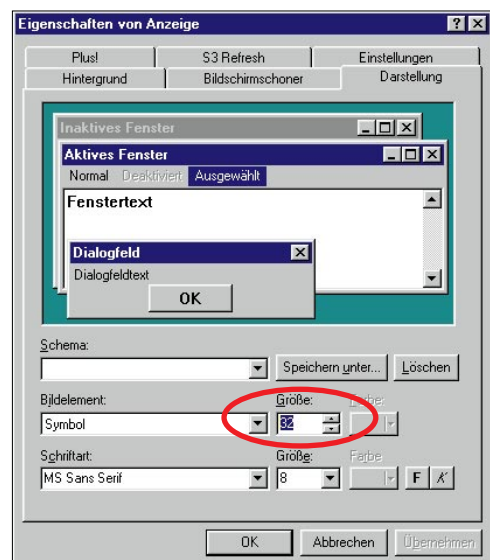 Eigenschaften von Anzeige
Plus! S3 Refresh Einstellungen
Hintergrund Bildschirmschoner Darstellung
Inaktives Fenster
Aktives Fenster
Normal Deaktiviert Ausgewählt
Fenstertext
Dialogfeld
Dialogfeldtext
OK
Schema:
Speichern unter... Löschen
Bildelement: Größe: Farbe:
Symbol 32
Schriftart: Größe: Farbe
MS Sans Serif 8 F K
OK Abbrechen Übernehmen